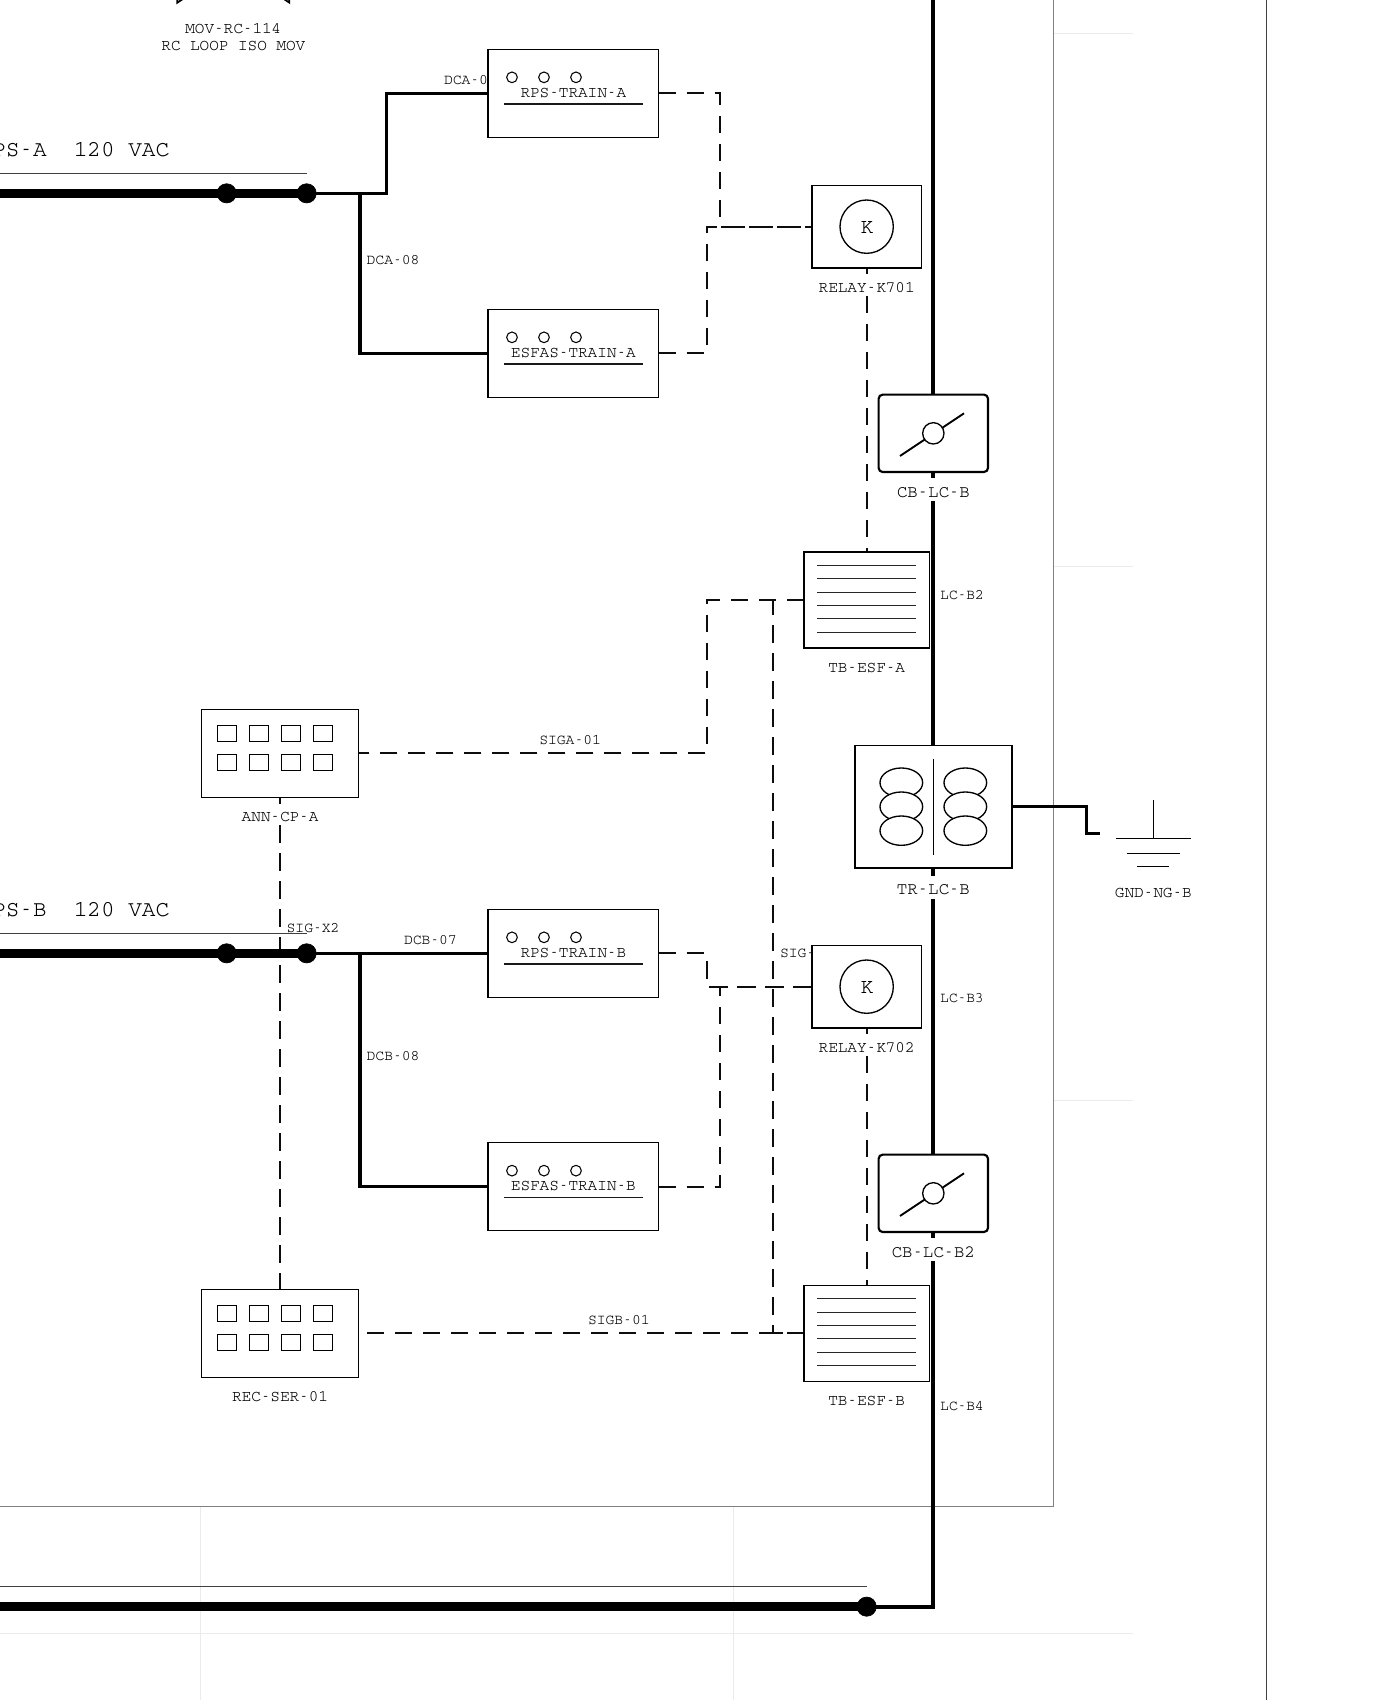 MOV-RC-114
RC LOOP ISO MOV
DCA-0
RPS-TRAIN-A
PS-A 120 VAC
DCA-08
K
RELAY-K701
ESFAS-TRAIN-A
CB-LC-B
LC-B2
TB-ESF-A
SIGA-01
ANN-CP-A
TR-LC-B
GND-NG-B
PS-B 120 VAC
SIG-X2
DCB-07
RPS-TRAIN-B
SIG-
K
LC-B3
RELAY-K702
DCB-08
ESFAS-TRAIN-B
CB-LC-B2
SIGB-01
REC-SER-01
TB-ESF-B
LC-B4